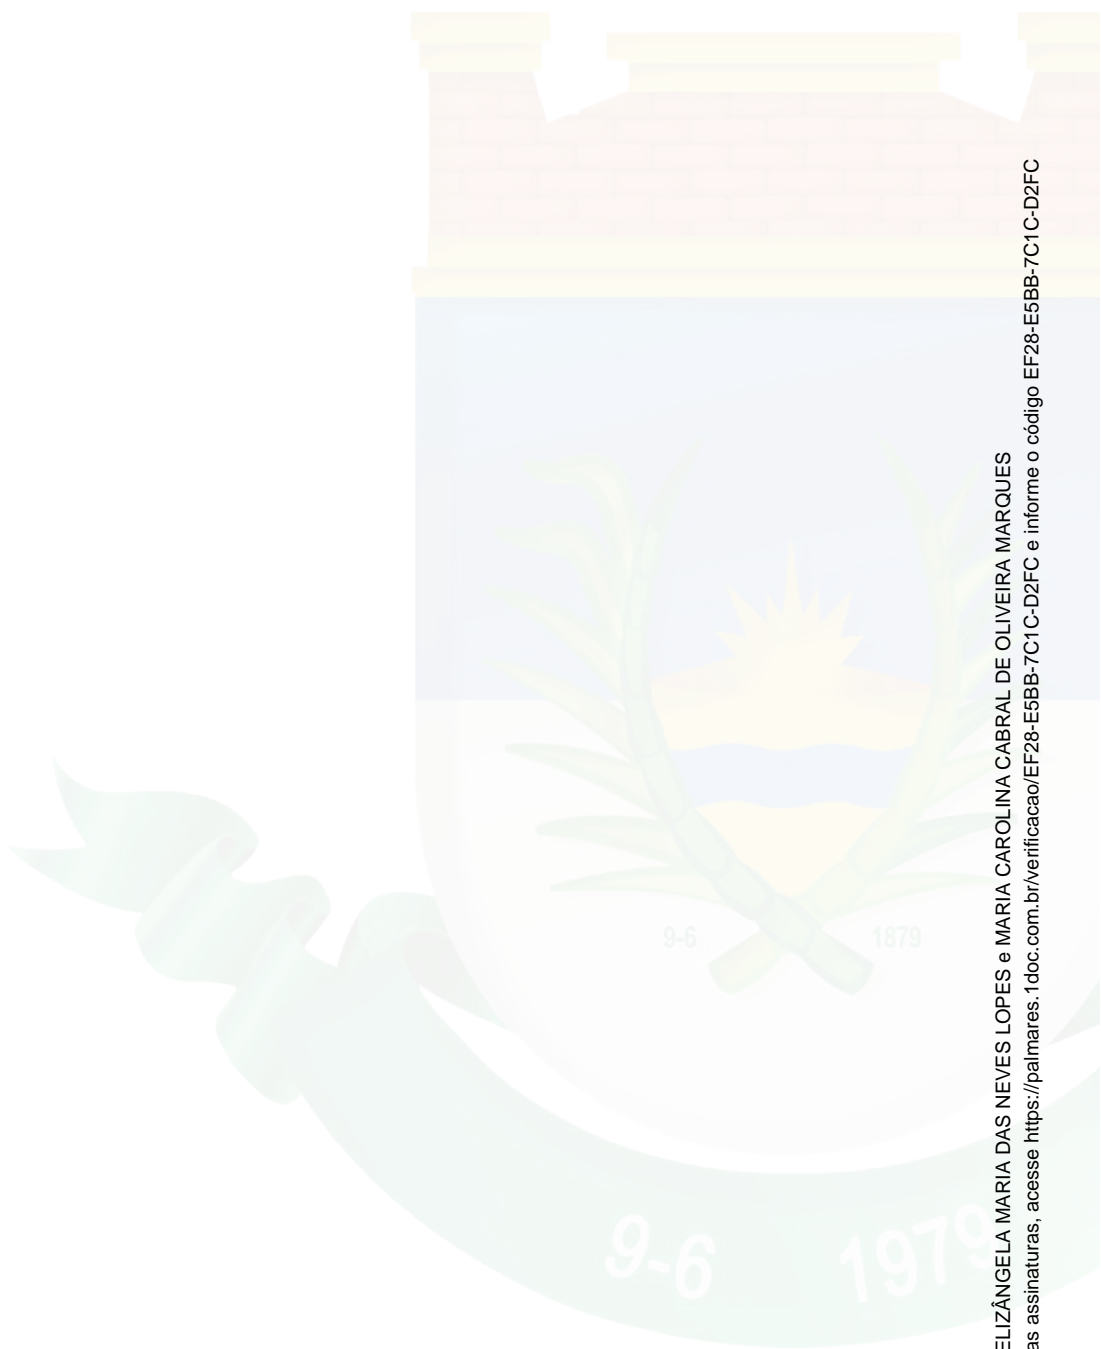 ELIZÂNGELA MARIA DAS NEVES LOPES e MARIA CAROLINA CABRAL DE OLIVEIRA MARQUES
as assinaturas, acesse https://palmares.1doc.com.br/verificacao/EF28-E5BB-7C1C-D2FC e informe o código EF28-E5BB-7C1C-D2FC
9-6
1879
9-6
1979